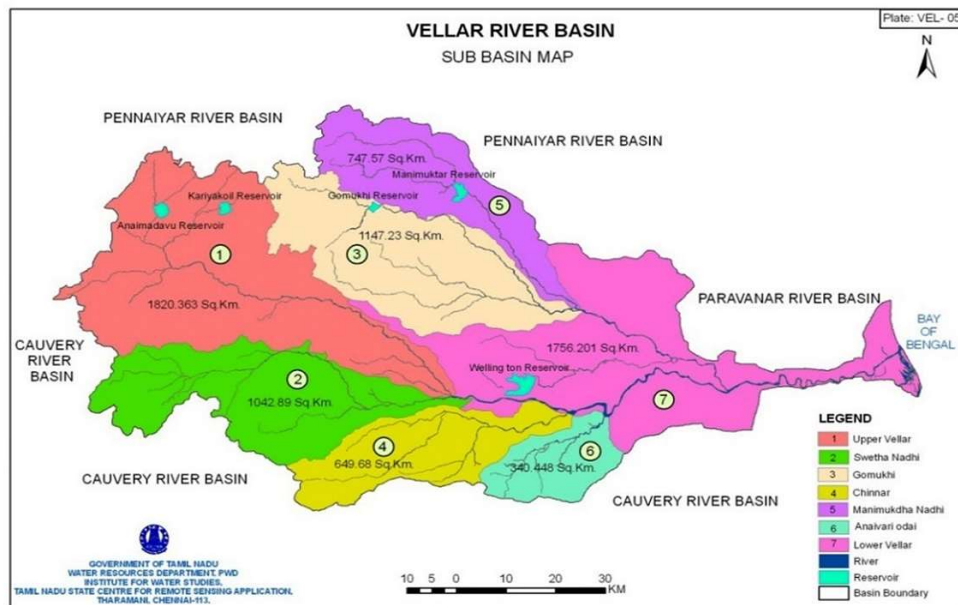 Plate: VEL- 05
VELLAR RIVER BASIN
SUB BASIN MAP
N
PENNAIYAR RIVER BASIN
PENNAIYAR RIVER BASIN
747.57 Sq.Km.
Manimuktar Reservoir
Kariyakoil Reservoir
Gomukhi Reservoir
5
Anaimadavu Reservoir
1147.23 Sq.Km.
1
3
1820.363 Sq.Km.
PARAVANAR RIVER BASIN
BAY
OF
BENGAL
CAUVERY
RIVER
BASIN
1756.201 Sq.Km.
Welling ton Reservoir
2
1042.89 Sq.Km.
7
4
649.68 Sq.Km.
6
340.448 Sq.Km.
CAUVERY RIVER BASIN
CAUVERY RIVER BASIN
LEGEND
1 Upper Vellar
2 Swetha Nadhi
3 Gomukhi
4 Chinnar
5 Manimukdha Nadhi
6 Anaivari odai
7 Lower Vellar
River
Reservoir
Basin Boundary
GOVERNMENT OF TAMIL NADU
WATER RESOURCES DEPARTMENT, PWD
INSTITUTE FOR WATER STUDIES,
TAMIL NADU STATE CENTRE FOR REMOTE SENSING APPLICATION,
THARAMANI, CHENNAI-113.
10 5 0 10 20 30
KM